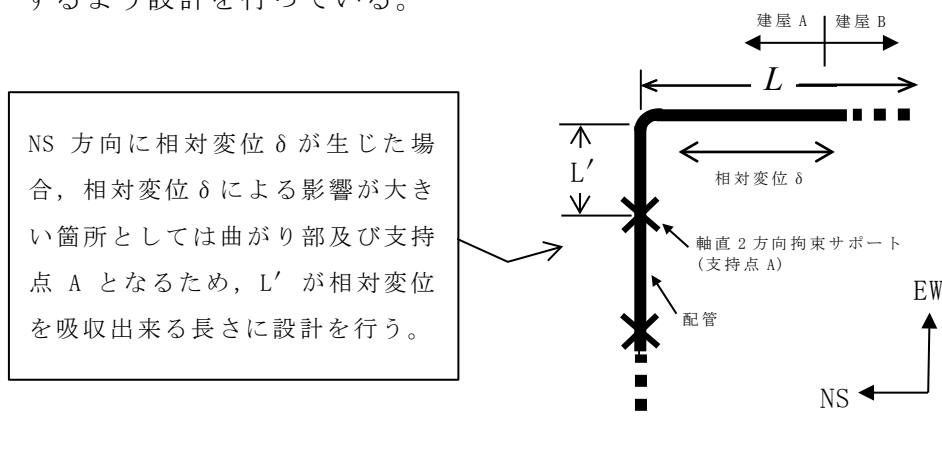 するよう設計を行っている。
建屋 A 建屋 B
L
NS 方向に相対変位δが生じた場
合，相対変位δによる影響が大き
い箇所としては曲がり部及び支持
点 A となるため，L′が相対変位
を吸収出来る長さに設計を行う。
L′
相対変位δ
軸直 2 方向拘束サポート
(支持点 A)
配管
EW
NS